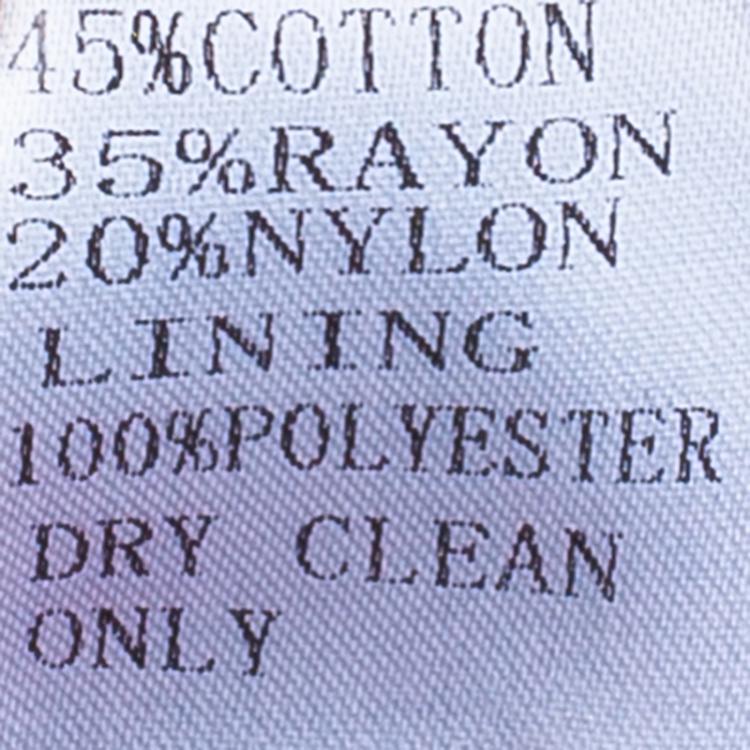 45%COTTON
35%RAYON
20%NYLON
LINING
100%POLYESTER
DRY CLEAN
ONLY